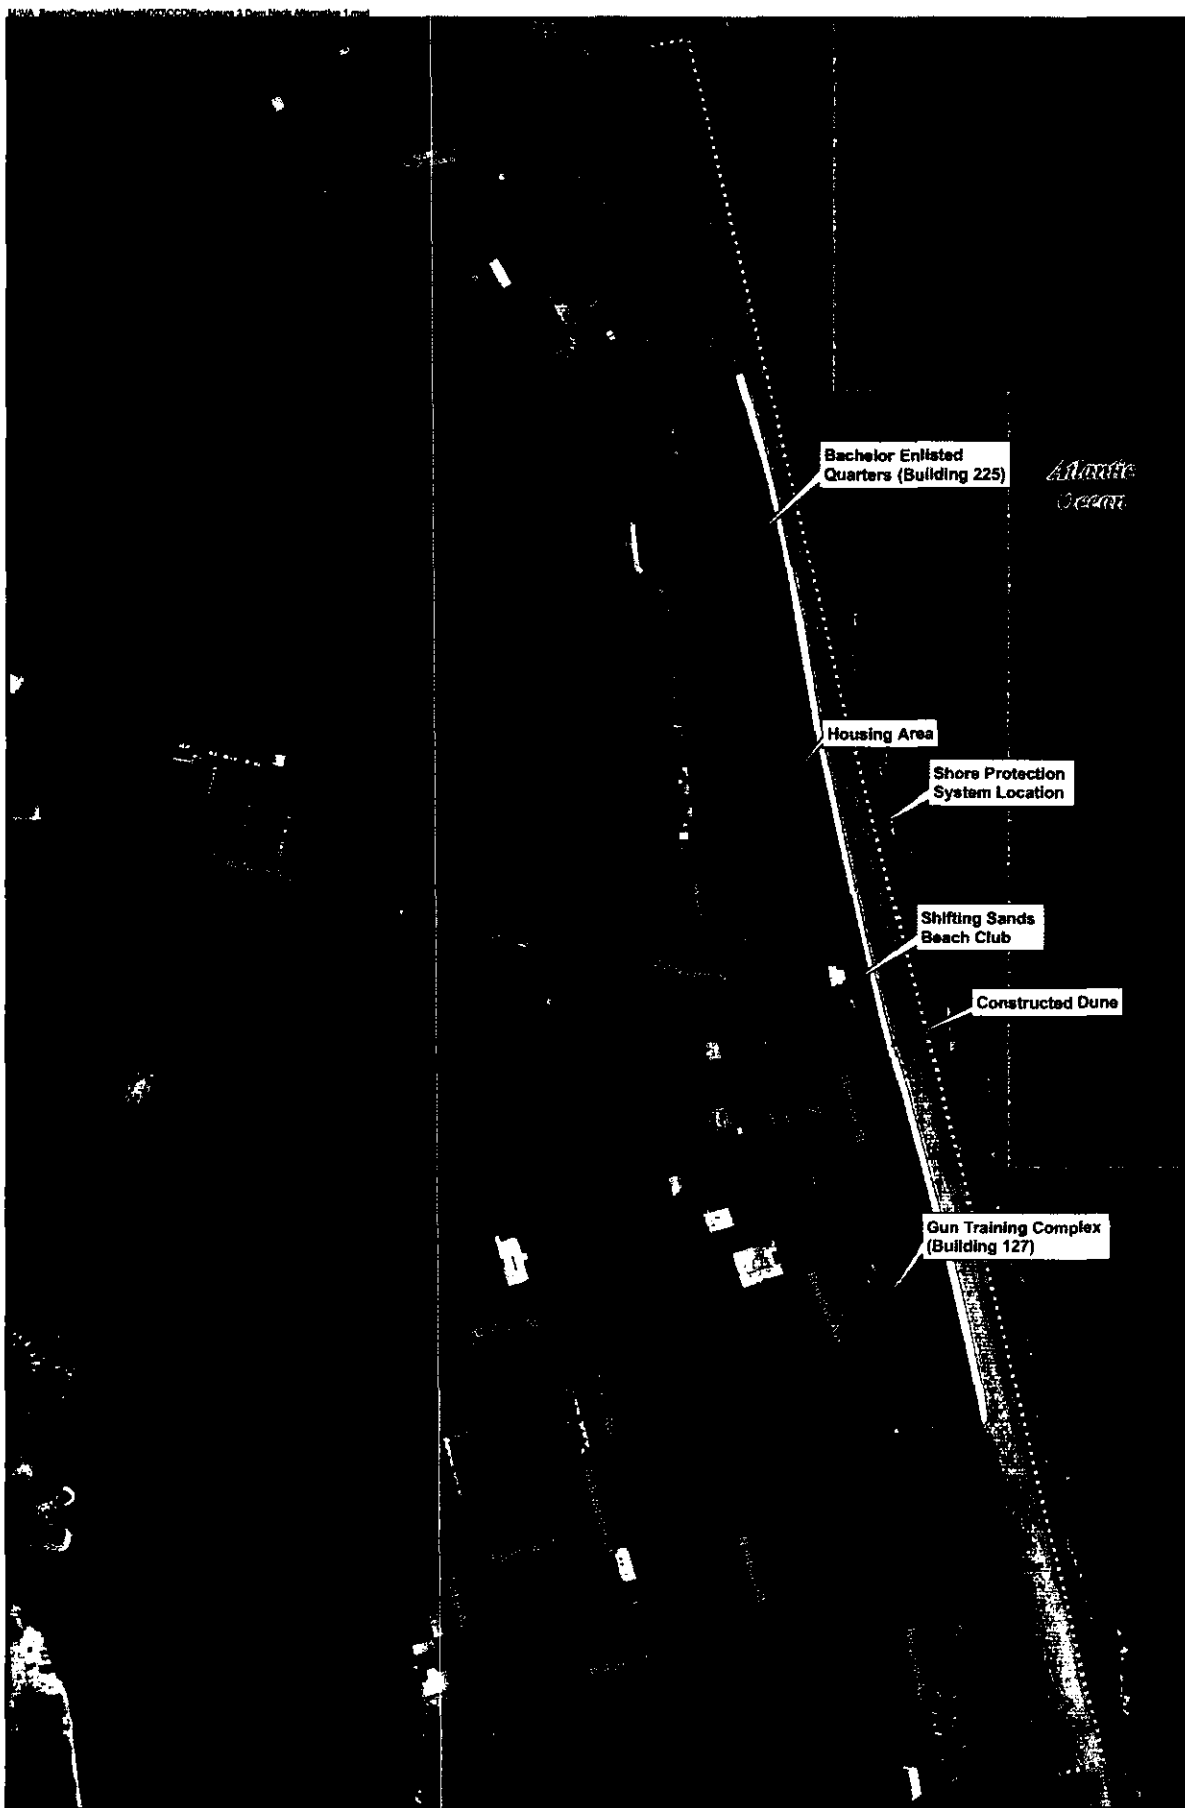 Bachelor Enlisted
Quarters (Building 225)
Atlantic
Ocean
Housing Area
Shore Protection
System Location
Shifting Sands
Beach Club
Constructed Dune
Gun Training Complex
(Building 127)